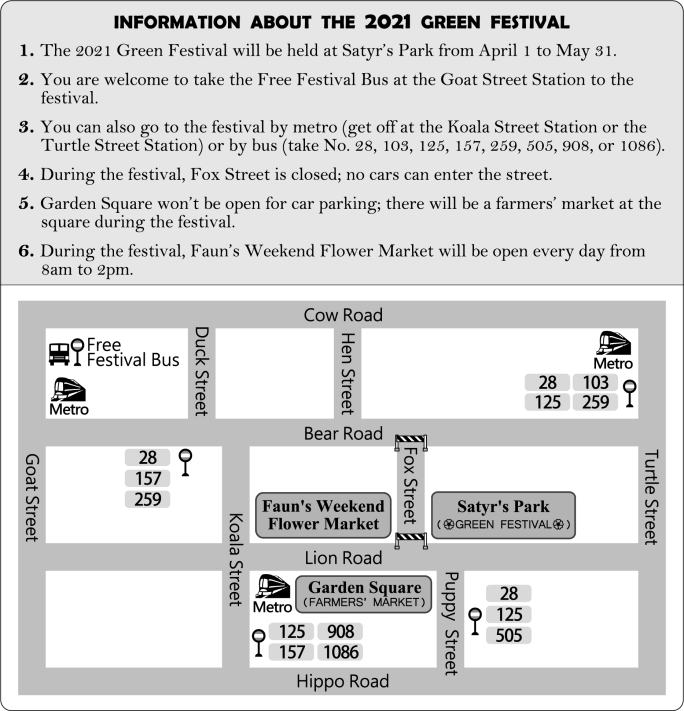 INFORMATION ABOUT THE 2021 GREEN FESTIVAL
1. The 2021 Green Festival will be held at Satyr's Park from April 1 to May 31.
2. You are welcome to take the Free Festival Bus at the Goat Street Station to the
festival.
3. You can also go to the festival by metro (get off at the Koala Street Station or the
Turtle Street Station) or by bus (take No. 28, 103, 125, 157, 259, 505, 908, or 1086).
4. During the festival, Fox Street is closed; no cars can enter the street.
5. Garden Square won't be open for car parking; there will be a farmers' market at the
square during the festival.
6. During the festival, Faun's Weekend Flower Market will be open every day from
8am to 2pm.
Cow Road
Free
Festival Bus
Metro
Duck Street
Hen Street
Metro
28 103
125 259
Bear Road
Goat Street
28
157
259
Koala Street
Faun's Weekend
Flower Market
Fox Street
Satyr's Park
(GREEN FESTIVAL)
Turtle Street
Lion Road
Metro
Garden Square
(FARMERS' MARKET)
125 908
157 1086
Puppy Street
28
125
505
Hippo Road